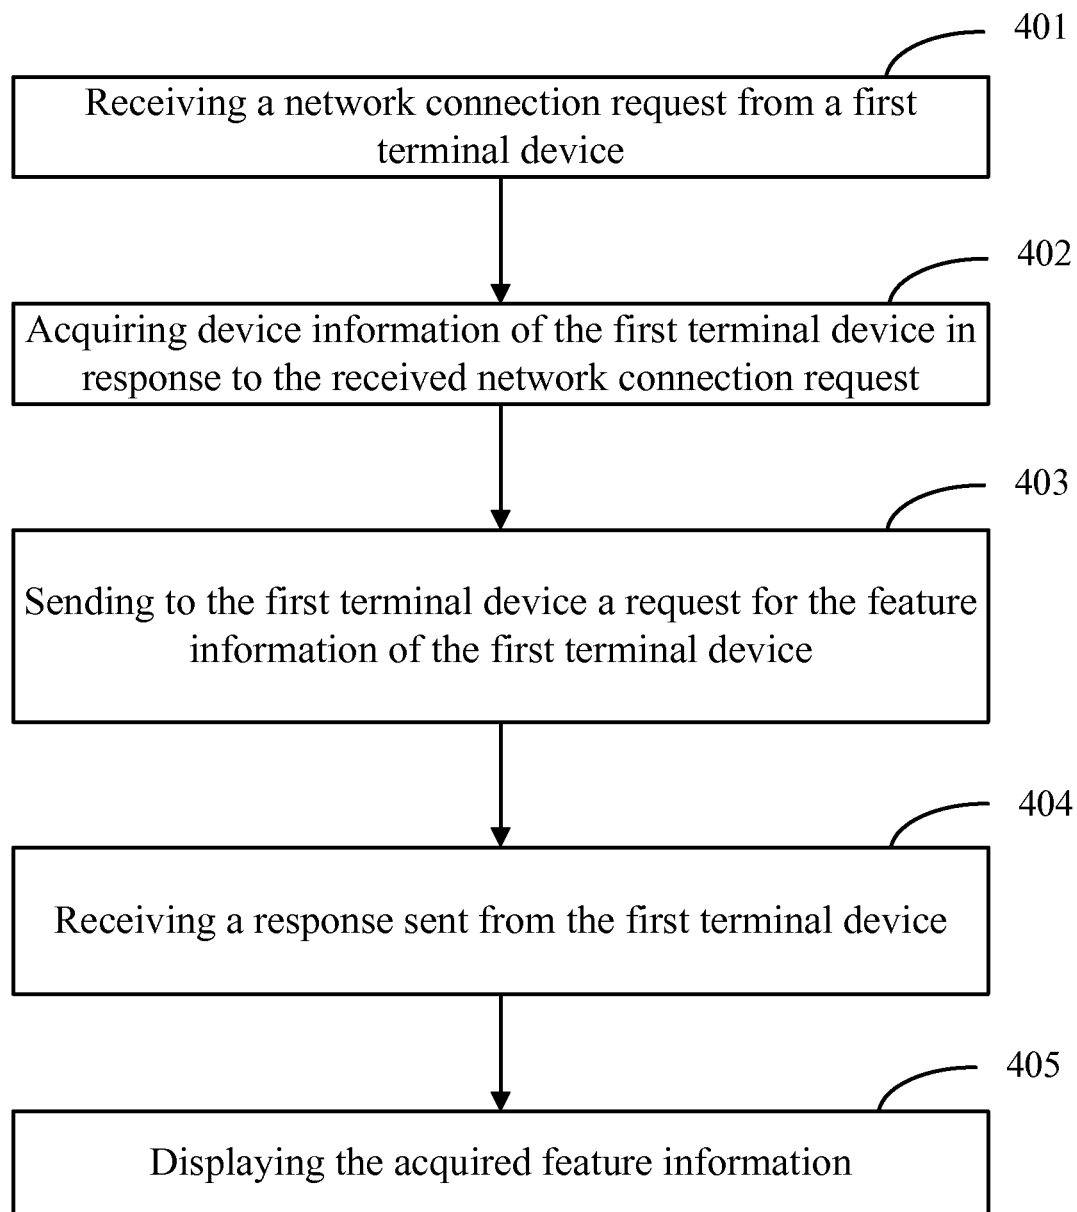 401
Receiving a network connection request from a first
terminal device
402
Acquiring device information of the first terminal device in
response to the received network connection request
403
Sending to the first terminal device a request for the feature
information of the first terminal device
404
Receiving a response sent from the first terminal device
405
Displaying the acquired feature information